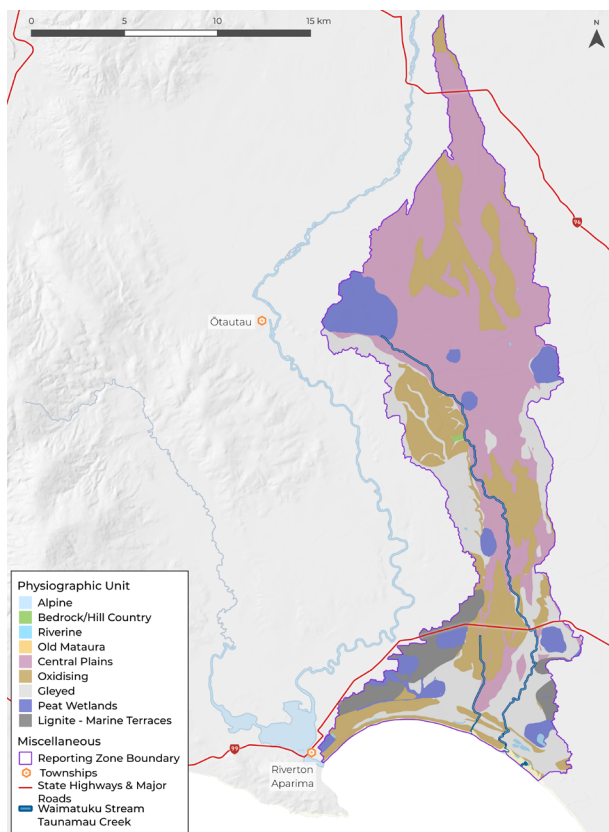 0 5 10 15 km
N
96
Ōtautau
Physiographic Unit
Alpine
Bedrock/Hill Country
Riverine
Old Mataura
Central Plains
Oxidising
Gleyed
Peat Wetlands
Lignite - Marine Terraces
Miscellaneous
Reporting Zone Boundary
Townships
State Highways & Major
Roads
Waimatuku Stream
Taunamau Creek
99
Riverton
Aparima